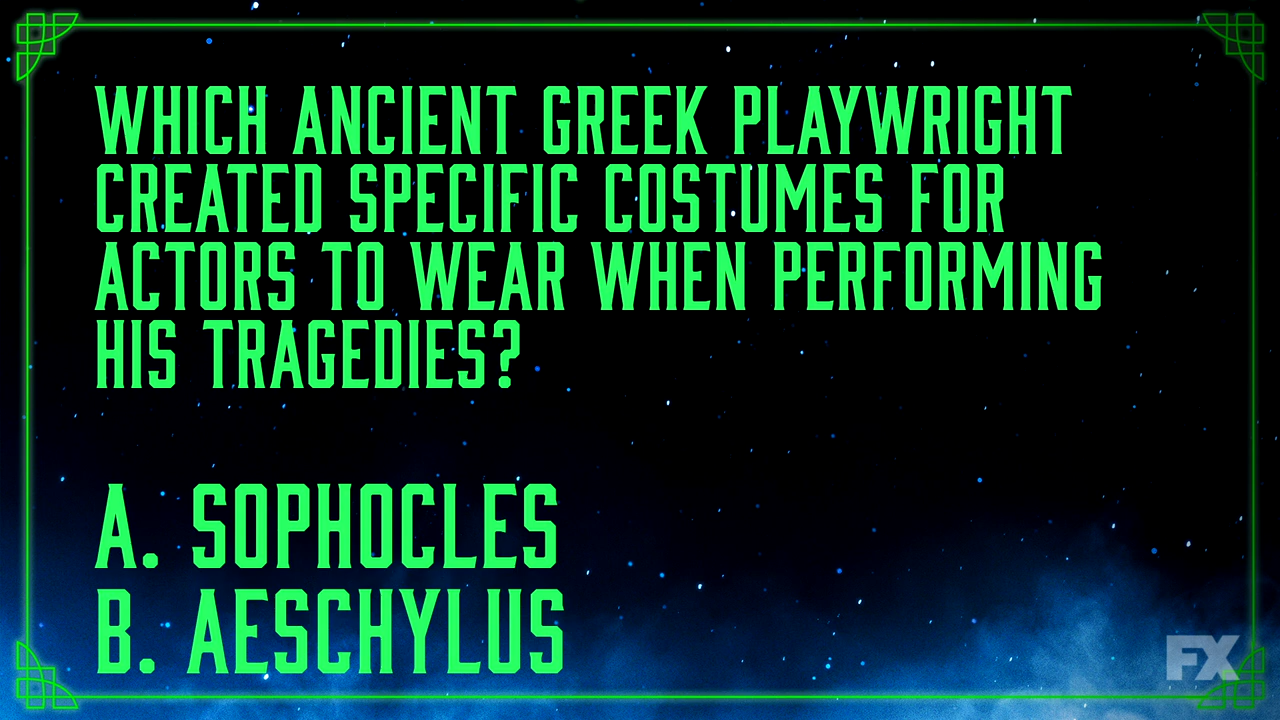 WHICH ANCIENT GREEK PLAYWRIGHT
CREATED SPECIFIC COSTUMES FOR
ACTORS TO WEAR WHEN PERFORMING
HIS TRAGEDIES?
A. SOPHOCLES
B. AESCHYLUS
FX